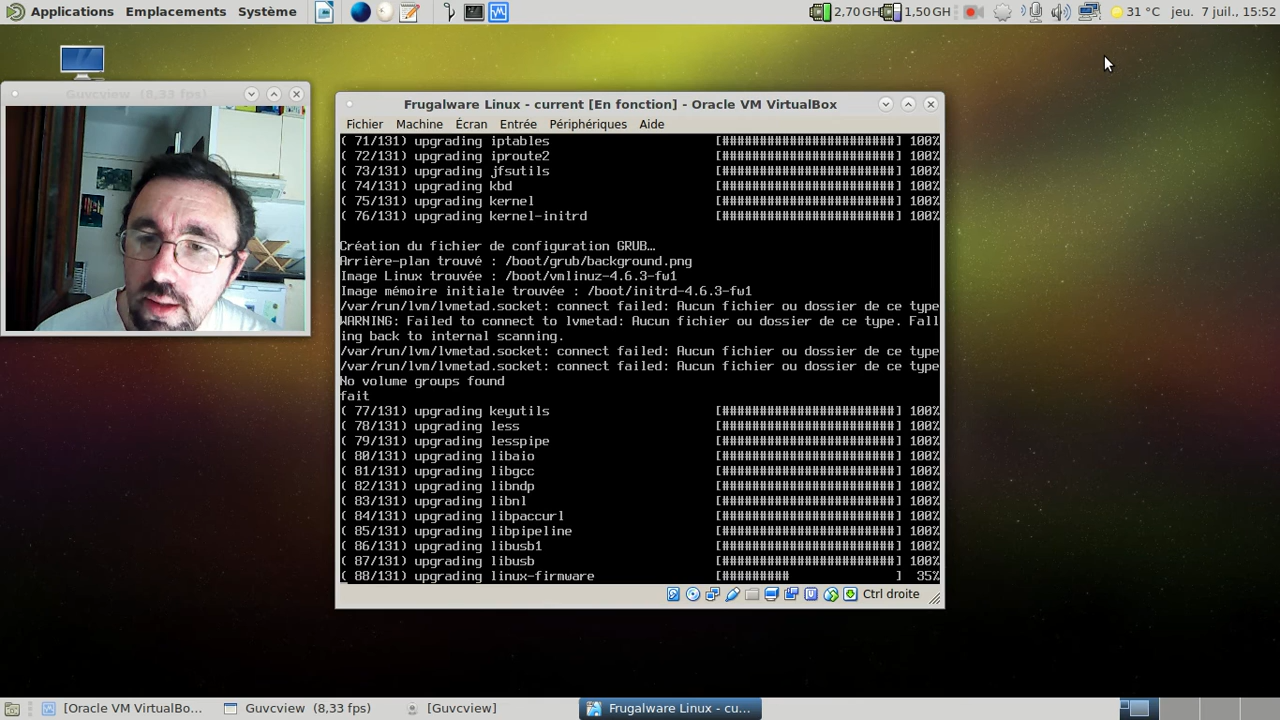 Applications Emplacements Système 2,70 GH 1,50GH 31 °C jeu. 7 juil., 15:52
Guvcview (8,33 fps)
Frugalware Linux - current [En fonction] - Oracle VM VirtualBox
Fichier Machine Écran Entrée Périphériques Aide
( 71/131) upgrading iptables [#######################] 100%
( 72/131) upgrading iproute2 [#######################] 100%
( 73/131) upgrading jfsutils [#######################] 100%
( 74/131) upgrading kbd [#######################] 100%
( 75/131) upgrading kernel [#######################] 100%
( 76/131) upgrading kernel-initrd [#######################] 100%
Création du fichier de configuration GRUB…
Arrière-plan trouvé : /boot/grub/background.png
Image Linux trouvée : /boot/vmlinuz-4.6.3-fw1
Image mémoire initiale trouvée : /boot/initrd-4.6.3-fw1
/var/run/lvm/lvmetad.socket: connect failed: Aucun fichier ou dossier de ce type
WARNING: Failed to connect to lvmetad: Aucun fichier ou dossier de ce type. Fall
ing back to internal scanning.
/var/run/lvm/lvmetad.socket: connect failed: Aucun fichier ou dossier de ce type
/var/run/lvm/lvmetad.socket: connect failed: Aucun fichier ou dossier de ce type
No volume groups found
fait
( 77/131) upgrading keyutils [#######################] 100%
( 78/131) upgrading less [#######################] 100%
( 79/131) upgrading lesspipe [#######################] 100%
( 80/131) upgrading libaio [#######################] 100%
( 81/131) upgrading libgcc [#######################] 100%
( 82/131) upgrading libndp [#######################] 100%
( 83/131) upgrading libnl [#######################] 100%
( 84/131) upgrading libpaccurl [#######################] 100%
( 85/131) upgrading libpipeline [#######################] 100%
( 86/131) upgrading libusb1 [#######################] 100%
( 87/131) upgrading libusb [#######################] 100%
( 88/131) upgrading linux-firmware [######### ] 35%
Ctrl droite
[Oracle VM VirtualBo... Guvcview (8,33 fps) [Guvcview] Frugalware Linux - cu...